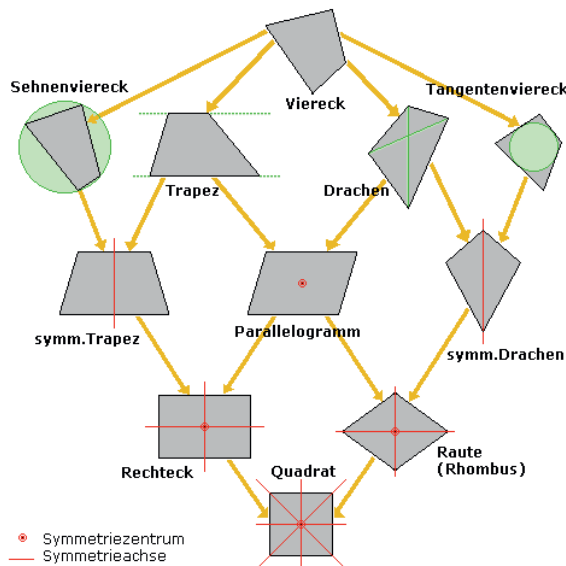 Sehnenviereck
Viereck
Tangentenviereck
Trapez
Drachen
symm.Trapez
Parallelogramm
symm.Drachen
Rechteck
Quadrat
Raute
(Rhombus)
Symmetriezentrum
Symmetrieachse